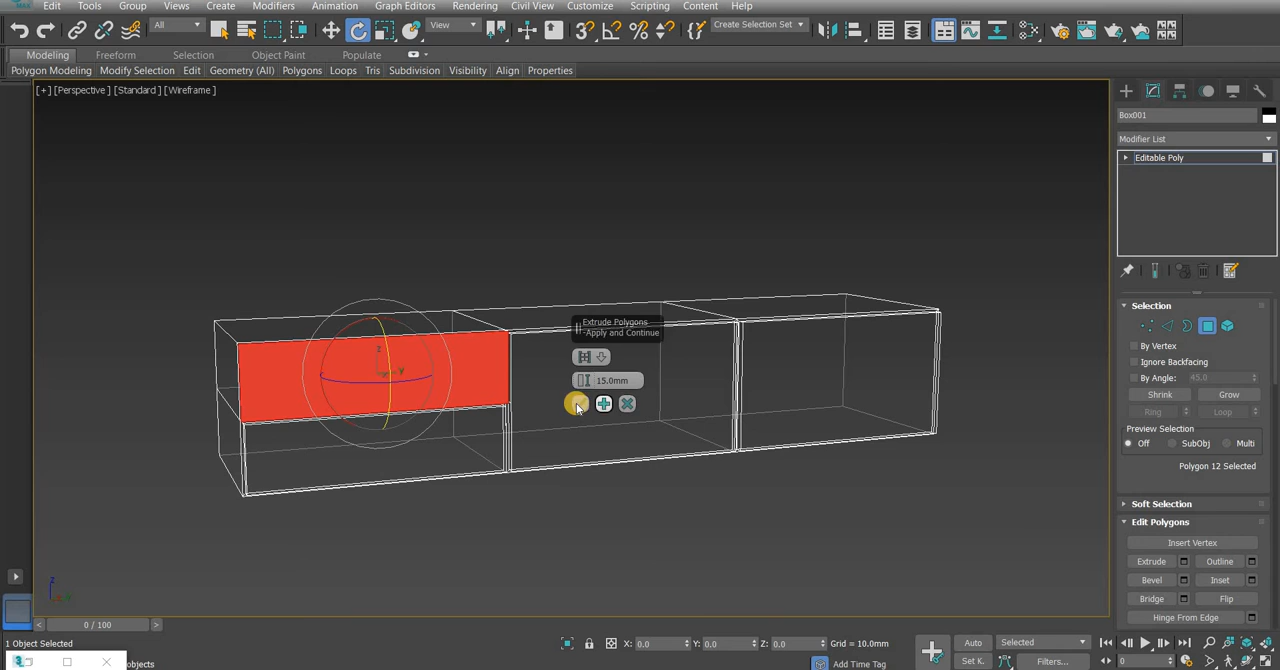 Edit Tools Group Views Create Modifiers Animation Graph Editors Rendering Civil View Customize Scripting Content Help
All View Create Selection Set
Modeling Freeform Selection Object Paint Populate
Polygon Modeling Modify Selection Edit Geometry (All) Polygons Loops Tris Subdivision Visibility Align Properties
[+] [Perspective ] [Standard ] [Wireframe ]
Box001
Modifier List
Editable Poly
Extrude Polygons
-Apply and Continue
15.0mm
z
y
Selection
By Vertex
Ignore Backfacing
By Angle: 45.0
Shrink Grow
Ring Loop
Preview Selection
Off SubObj Multi
Polygon 12 Selected
Soft Selection
Edit Polygons
Insert Vertex
Extrude Outline
Bevel Inset
Bridge Flip
Hinge From Edge
z
< 0 / 100 >
1 Object Selected X: 0.0 Y: 0.0 Z: 0.0 Grid = 10.0mm Auto Selected
objects Add Time Tag Set K. Filters... 0